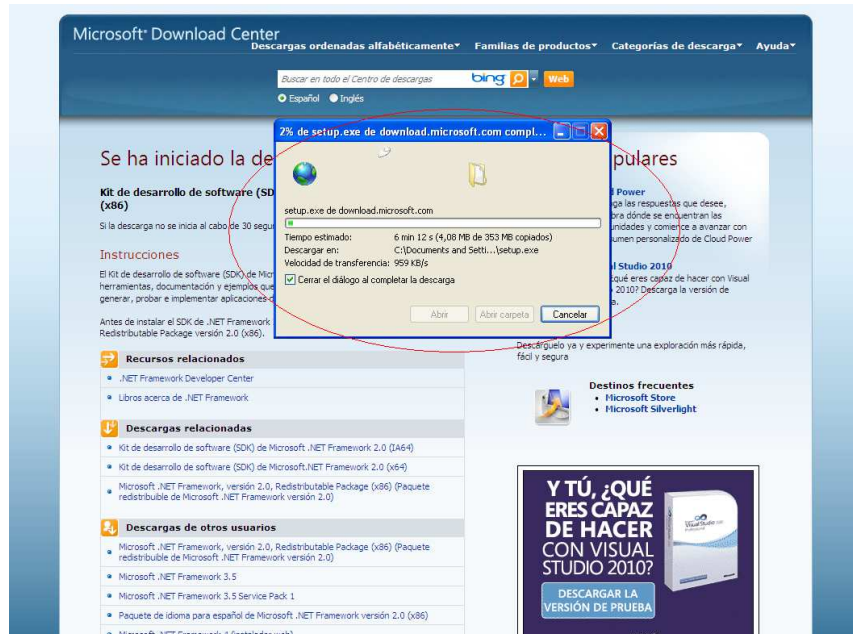 Microsoft® Download Center
Descargas ordenadas alfabéticamente Familias de productos Categorías de descarga Ayuda
Buscar en todo el Centro de descargas bing Web
Español Inglés
2% de setup.exe de download.microsoft.com compl...
Se ha iniciado la de
Kit de desarrollo de software (SD
(x86)
Si la descarga no se inicia al cabo de 30 segu
Instrucciones
El Kit de desarrollo de software (SDK) de Micr
herramientas, documentación y ejemplos que
generar, probar e implementar aplicaciones d
Antes de instalar el SDK de .NET Framework
Redistributable Package versión 2.0 (x86).
setup.exe de download.microsoft.com
Tiempo estimado: 6 min 12 s (4,08 MB de 353 MB copiados)
Descargar en: C:\Documents and Setti...\setup.exe
Velocidad de transferencia: 959 KB/s
Cerrar el diálogo al completar la descarga
Abrir Abrir carpeta Cancelar
pulares
d Power
ga las respuestas que desee,
bra dónde se encuentran las
unidades y comience a avanzar con
sumen personalizado de Cloud Power
al Studio 2010
¿qué eres capaz de hacer con Visual
2010? Descarga la versión de
a.
Descárguelo ya y experimente una exploración más rápida,
fácil y segura
Recursos relacionados
.NET Framework Developer Center
Libros acerca de .NET Framework
Descargas relacionadas
Kit de desarrollo de software (SDK) de Microsoft .NET Framework 2.0 (IA64)
Kit de desarrollo de software (SDK) de Microsoft.NET Framework 2.0 (x64)
Microsoft .NET Framework, versión 2.0, Redistributable Package (x86) (Paquete
redistribuible de Microsoft .NET Framework versión 2.0)
Descargas de otros usuarios
Microsoft .NET Framework, versión 2.0, Redistributable Package (x86) (Paquete
redistribuible de Microsoft .NET Framework versión 2.0)
Microsoft .NET Framework 3.5
Microsoft .NET Framework 3.5 Service Pack 1
Paquete de idioma para español de Microsoft .NET Framework versión 2.0 (x86)
Microsoft .NET Framework 4 (instalador web)
Destinos frecuentes
Microsoft Store
Microsoft Silverlight
Y TÚ, ¿QUÉ
ERES CAPAZ
DE HACER
CON VISUAL
STUDIO 2010?
DESCARGAR LA
VERSIÓN DE PRUEBA
Visual Studio